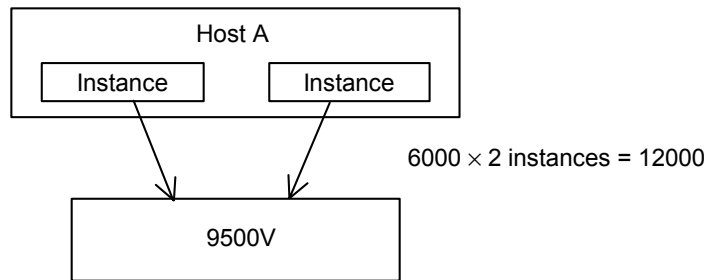 Host A
Instance Instance
6000 × 2 instances = 12000
9500V